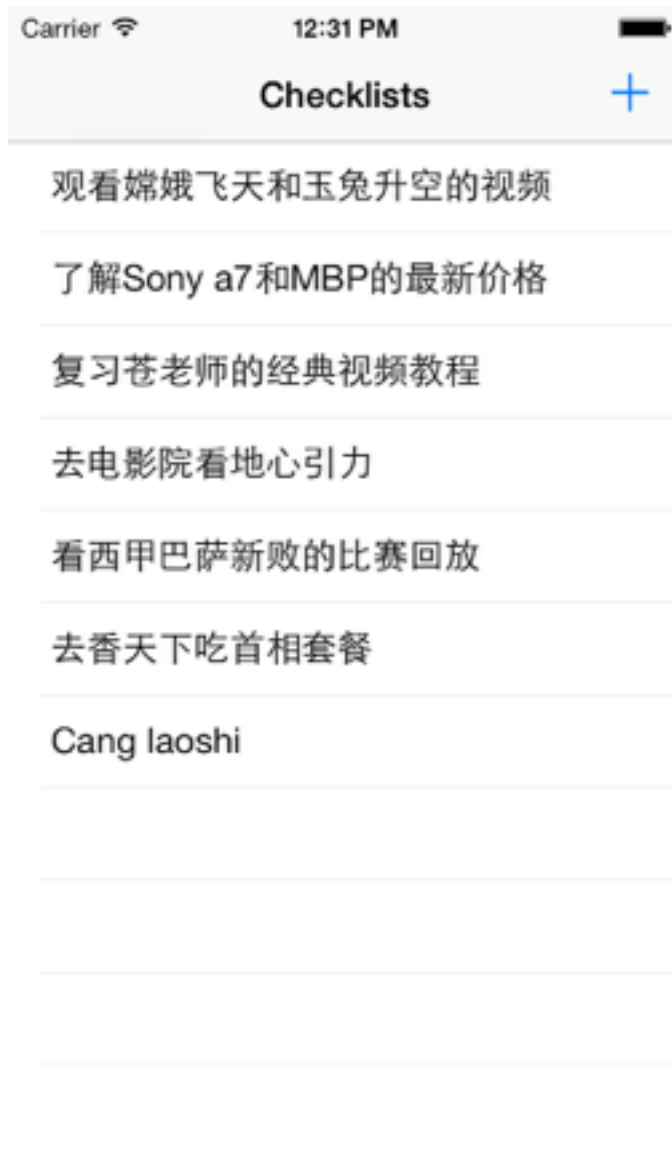 Carrier 12:31 PM
Checklists +
观看嫦娥飞天和玉兔升空的视频
了解Sony a7和MBP的最新价格
复习苍老师的经典视频教程
去电影院看地心引力
看西甲巴萨新败的比赛回放
去香天下吃首相套餐
Cang laoshi